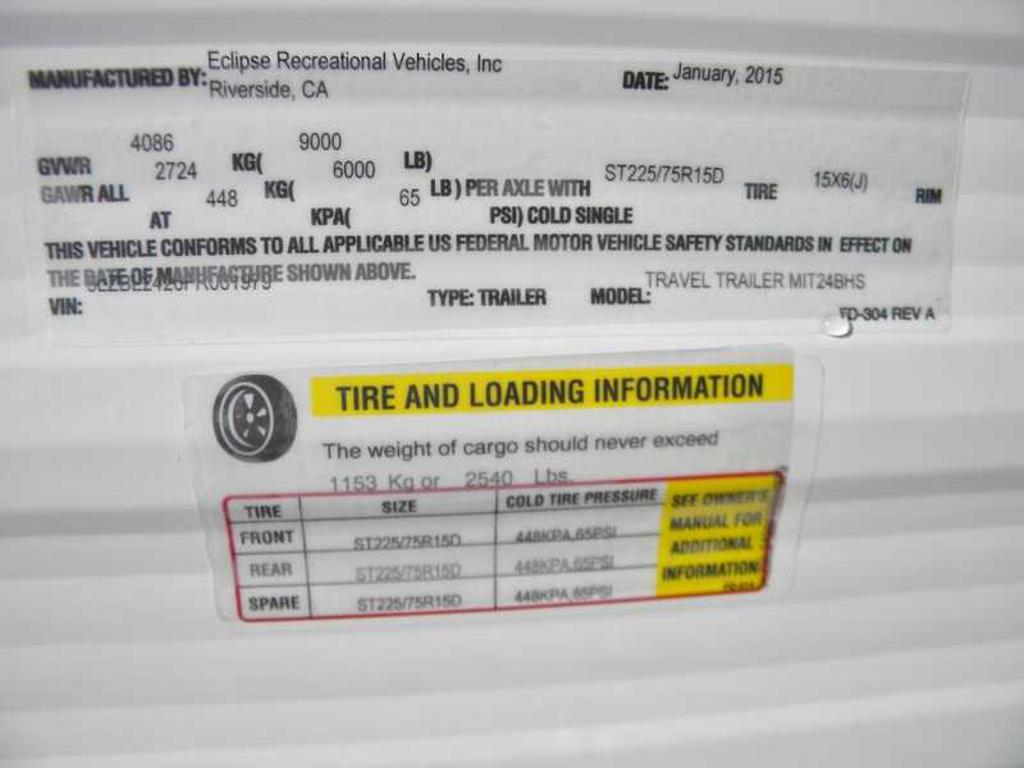 MANUFACTURED BY: Eclipse Recreational Vehicles, Inc
Riverside, CA
DATE: January, 2015
GVWR 4086 KG( 9000 LB)
GAWR ALL 2724 KG( 6000 LB) PER AXLE WITH ST225/75R15D TIRE 15X6(J) RIM
AT 448 KPA( 65 PSI) COLD SINGLE
THIS VEHICLE CONFORMS TO ALL APPLICABLE US FEDERAL MOTOR VEHICLE SAFETY STANDARDS IN EFFECT ON
THE DATE OF MANUFACTURE SHOWN ABOVE.
VIN: TYPE: TRAILER MODEL: TRAVEL TRAILER MIT24BHS
TD-304 REV A
TIRE AND LOADING INFORMATION
The weight of cargo should never exceed
1153 Kg or 2540 Lbs.
TIRE SIZE COLD TIRE PRESSURE
FRONT ST225/75R15D 448KPA,65PSI
REAR ST225/75R15D 448KPA,65PSI
SPARE ST225/75R15D 448KPA,65PSI
SEE OWNER'S
MANUAL FOR
ADDITIONAL
INFORMATION